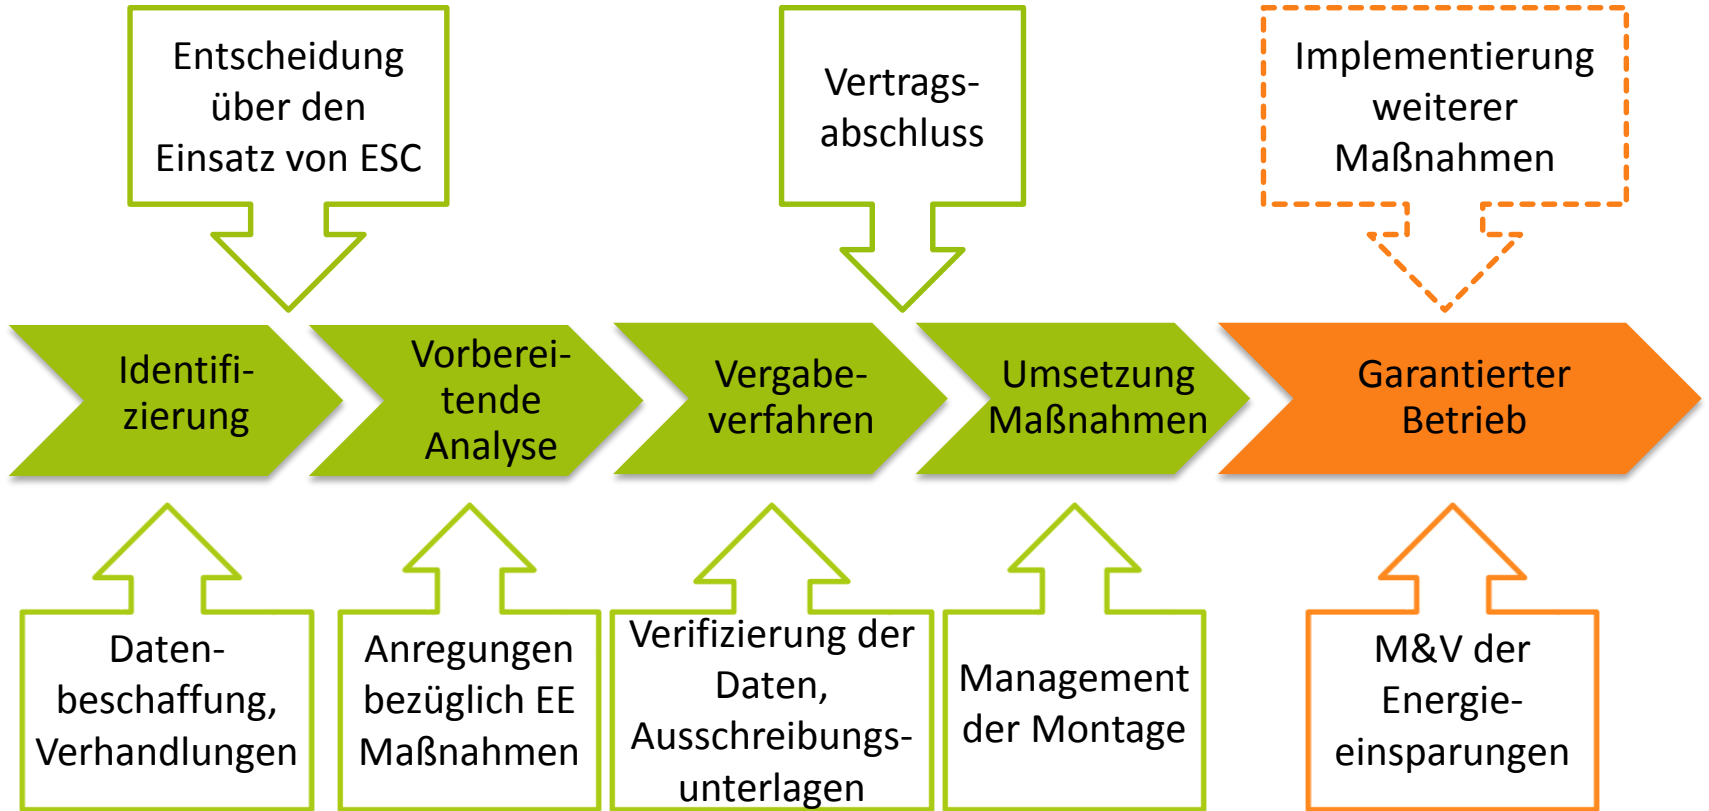 Entscheidung
über den
Einsatz von ESC
Vertrags-
abschluss
Implementierung
weiterer
Maßnahmen
Identifi-
zierung
Vorberei-
tende
Analyse
Vergabe-
verfahren
Umsetzung
Maßnahmen
Garantierter
Betrieb
Daten-
beschaffung,
Verhandlungen
Anregungen
bezüglich EE
Maßnahmen
Verifizierung der
Daten,
Ausschreibungs-
unterlagen
Management
der Montage
M&V der
Energie-
einsparungen